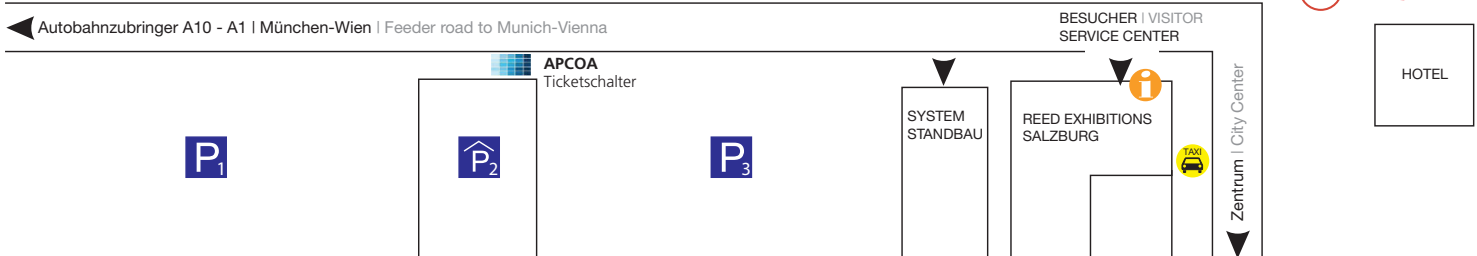 Autobahnzubringer A10 - A1 | München-Wien | Feeder road to Munich-Vienna
BESUCHER | VISITOR
SERVICE CENTER
APCOA
Ticketschalter
HOTEL
SYSTEM
STANDBAU
REED EXHIBITIONS
SALZBURG
P1
P2
P3
i
TAXI
Zentrum | City Center